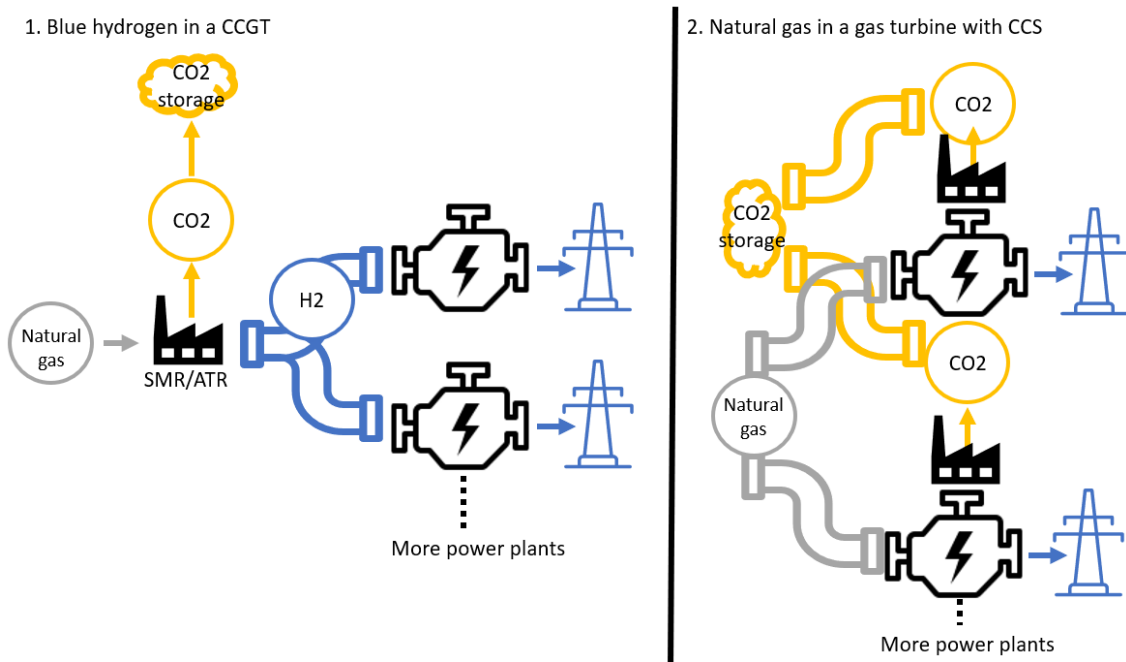 1. Blue hydrogen in a CCGT
CO2
storage
CO2
Natural
gas
SMR/ATR
H2
More power plants
2. Natural gas in a gas turbine with CCS
CO2
CO2
storage
CO2
Natural
gas
More power plants